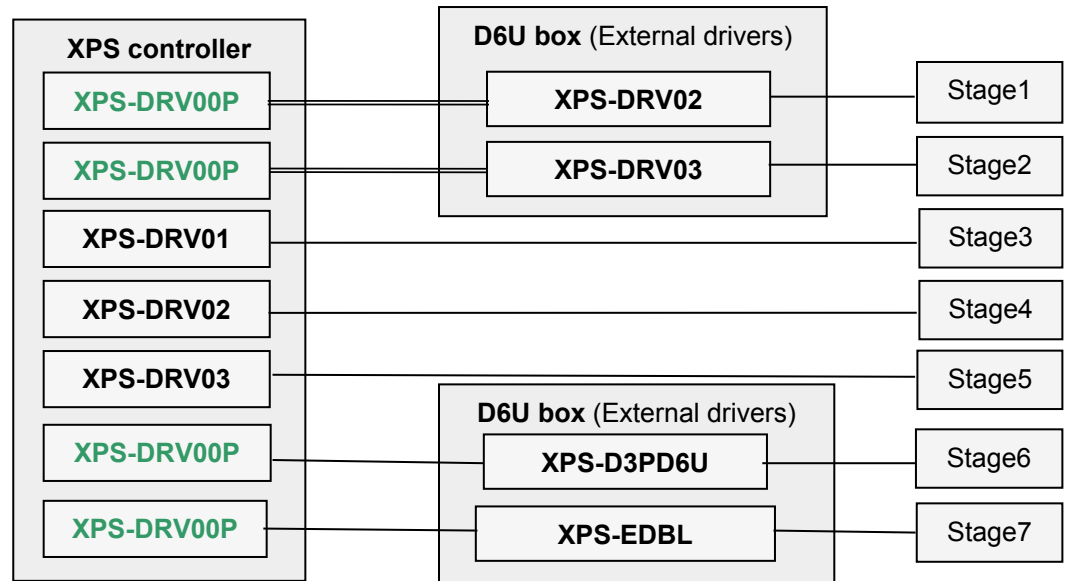 XPS controller
XPS-DRV00P
XPS-DRV00P
XPS-DRV01
XPS-DRV02
XPS-DRV03
XPS-DRV00P
XPS-DRV00P
D6U box (External drivers)
XPS-DRV02
XPS-DRV03
D6U box (External drivers)
XPS-D3PD6U
XPS-EDBL
Stage1
Stage2
Stage3
Stage4
Stage5
Stage6
Stage7